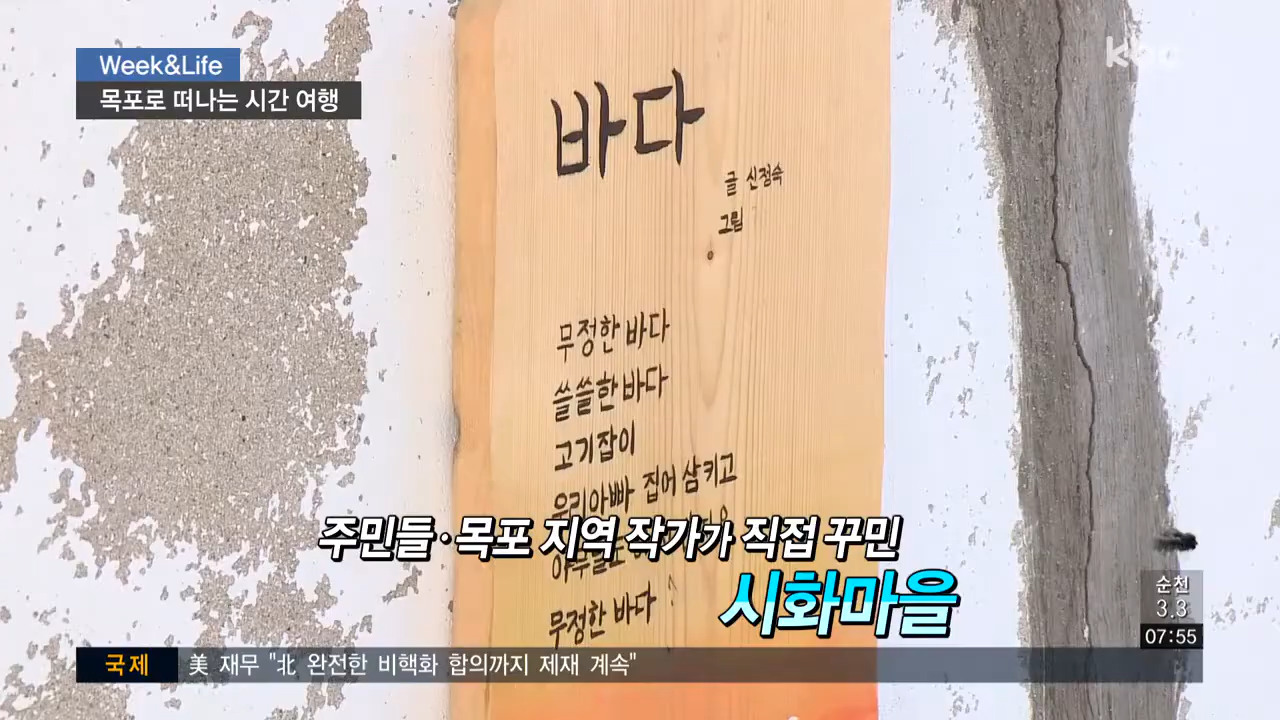 Week&Life
목포로 떠나는 시간 여행
kbc
바다
글 신정숙
그림
무정한 바다
쓸쓸한 바다
고기잡이
우리아빠 집어 삼키고
무정한 바다
주민들·목포 지역 작가가 직접 꾸민
시화마을
순천
3.3
07:55
국제 美 재무 "北 완전한 비핵화 합의까지 제재 계속"